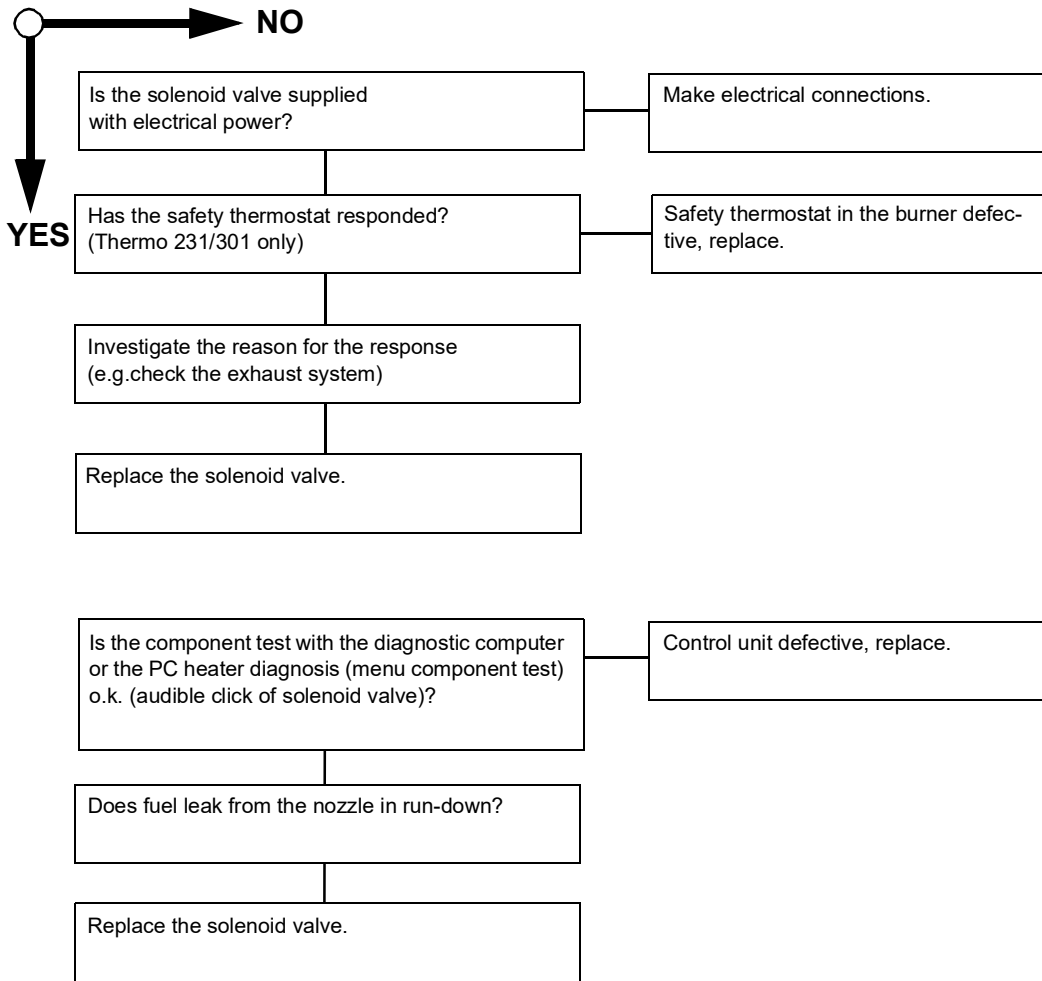 NO
Is the solenoid valve supplied
with electrical power?
Make electrical connections.
YES
Has the safety thermostat responded?
(Thermo 231/301 only)
Safety thermostat in the burner defec-
tive, replace.
Investigate the reason for the response
(e.g.check the exhaust system)
Replace the solenoid valve.
Is the component test with the diagnostic computer
or the PC heater diagnosis (menu component test)
o.k. (audible click of solenoid valve)?
Control unit defective, replace.
Does fuel leak from the nozzle in run-down?
Replace the solenoid valve.